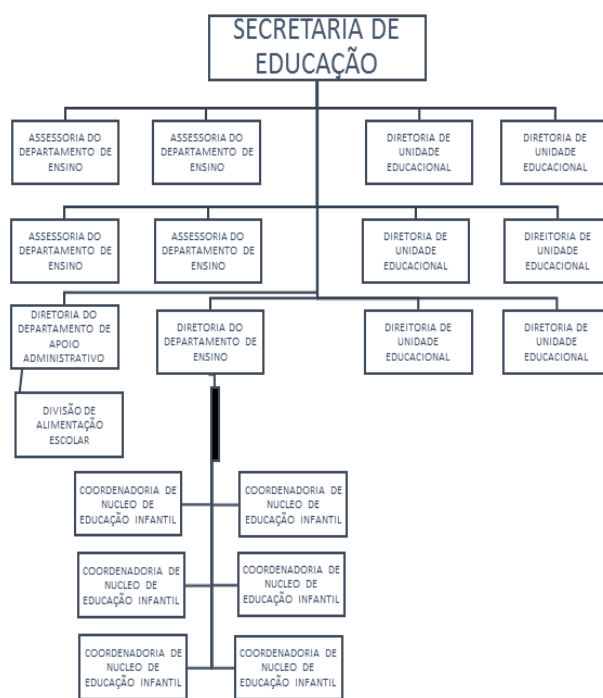 SECRETARIA DE
EDUCAÇÃO
ASSESSORIA DO
DEPARTAMENTO DE
ENSINO
ASSESSORIA DO
DEPARTAMENTO DE
ENSINO
DIRETORIA DE
UNIDADE
EDUCACIONAL
DIRETORIA DE
UNIDADE
EDUCACIONAL
ASSESSORIA DO
DEPARTAMENTO DE
ENSINO
ASSESSORIA DO
DEPARTAMENTO DE
ENSINO
DIRETORIA DE
UNIDADE
EDUCACIONAL
DIREITORIA DE
UNIDADE
EDUCACIONAL
DIRETORIA DO
DEPARTAMENTO DE
APOIO
ADMINISTRATIVO
DIRETORIA DO
DEPARTAMENTO DE
ENSINO
DIREITORIA DE
UNIDADE
EDUCACIONAL
DIRETORIA DE
UNIDADE
EDUCACIONAL
DIVISÃO DE
ALIMENTAÇÃO
ESCOLAR
COORDENADORIA DE
NUCLEO DE
EDUCAÇÃO INFANTIL
COORDENADORIA DE
NUCLEO DE
EDUCAÇÃO INFANTIL
COORDENADORIA DE
NUCLEO DE
EDUCAÇÃO INFANTIL
COORDENADORIA DE
NUCLEO DE
EDUCAÇÃO INFANTIL
COORDENADORIA DE
NUCLEO DE
EDUCAÇÃO INFANTIL
COORDENADORIA DE
NUCLEO DE
EDUCAÇÃO INFANTIL